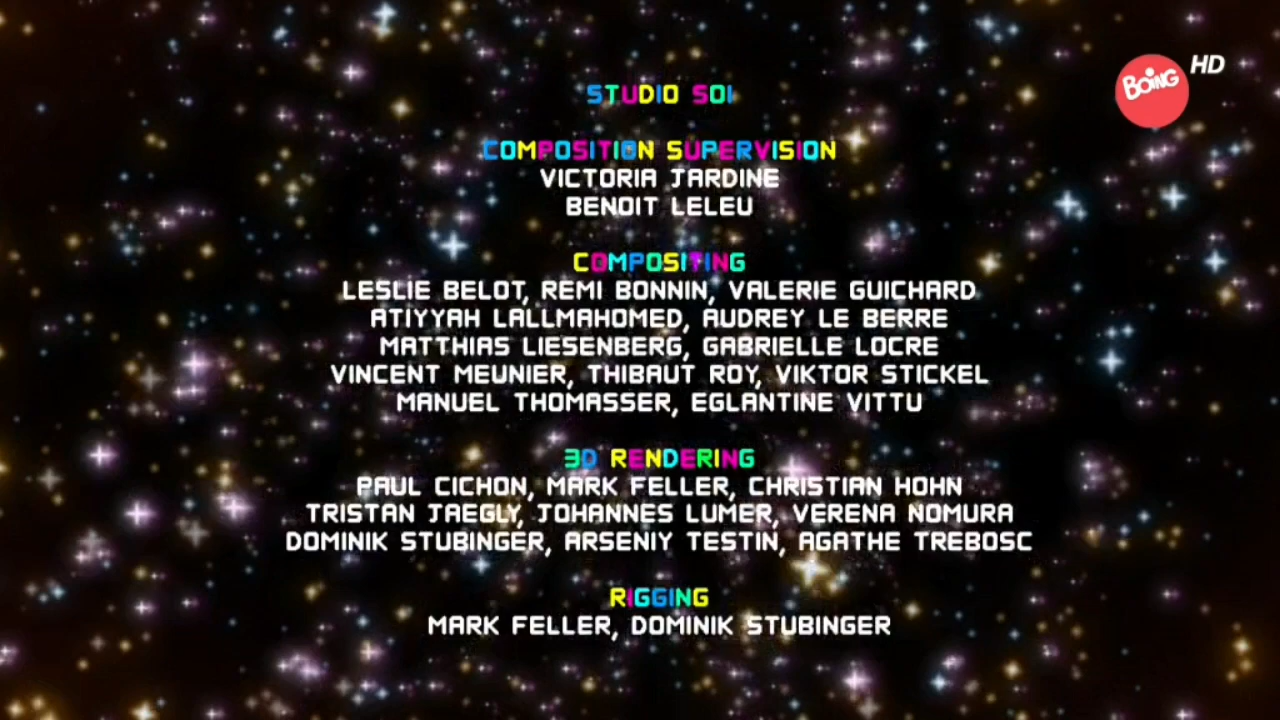 BOING HD
STUDIO SOI
COMPOSITION SUPERVISION
VICTORIA JARDINE
BENOIT LELEU
COMPOSITING
LESLIE BELOT, REMI BONNIN, VALERIE GUICHARD
ATIYYAH LALLMAHOMED, AUDREY LE BERRE
MATTHIAS LIESENBERG, GABRIELLE LOCRE
VINCENT MEUNIER, THIBAUT ROY, VIKTOR STICKEL
MANUEL THOMASSER, EGLANTINE VITTU
3D RENDERING
PAUL CICHON, MARK FELLER, CHRISTIAN HOHN
TRISTAN JAEGLY, JOHANNES LUMER, VERENA NOMURA
DOMINIK STUBINGER, ARSENIY TESTIN, AGATHE TREBOSC
RIGGING
MARK FELLER, DOMINIK STUBINGER